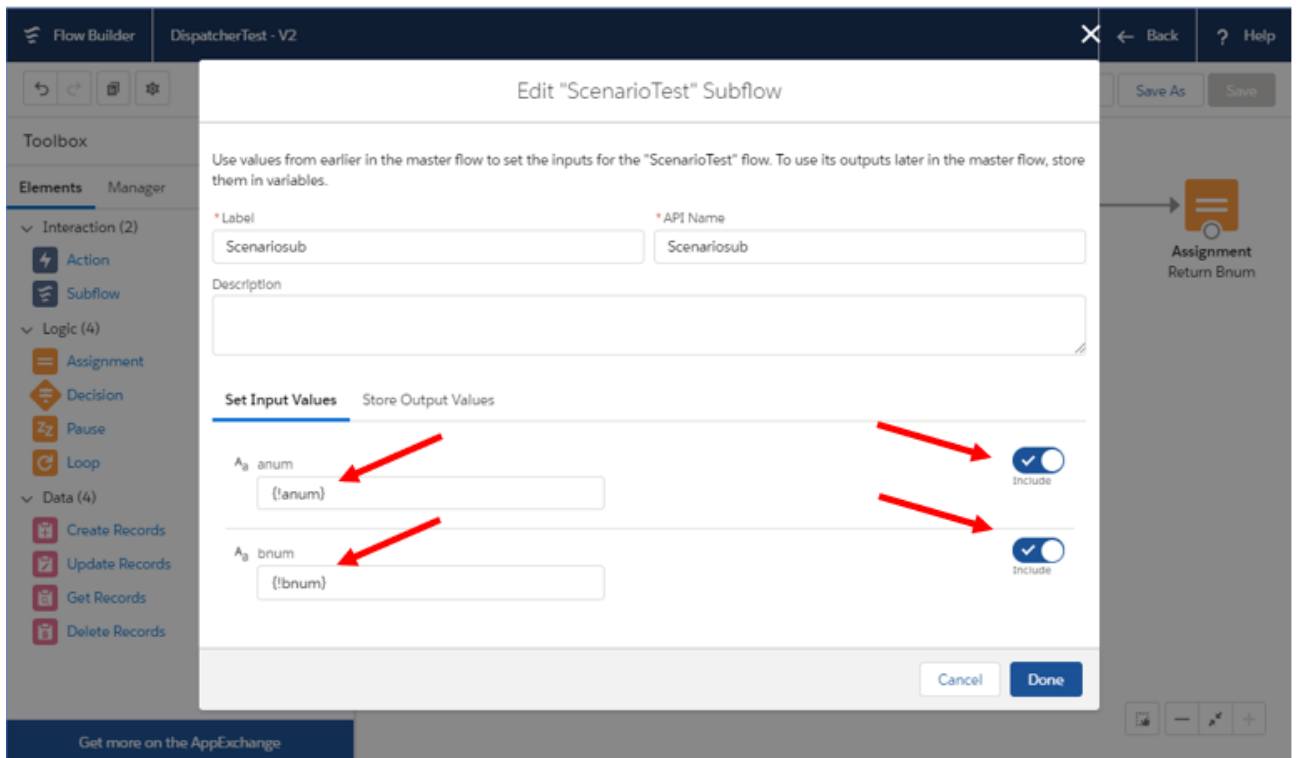 Flow Builder
DispatcherTest - V2
Back
? Help
Save As
Save
Edit "ScenarioTest" Subflow
Toolbox
Elements
Manager
Interaction (2)
Action
Subflow
Logic (4)
Assignment
Decision
Pause
Loop
Data (4)
Create Records
Update Records
Get Records
Delete Records
Get more on the AppExchange
Use values from earlier in the master flow to set the inputs for the "ScenarioTest" flow. To use its outputs later in the master flow, store
them in variables.
*Label
Scenariosub
*API Name
Scenariosub
Description
Set Input Values
Store Output Values
Aa anum
{!anum}
Include
Aa bnum
{!bnum}
Include
Cancel
Done
Assignment
Return Bnum